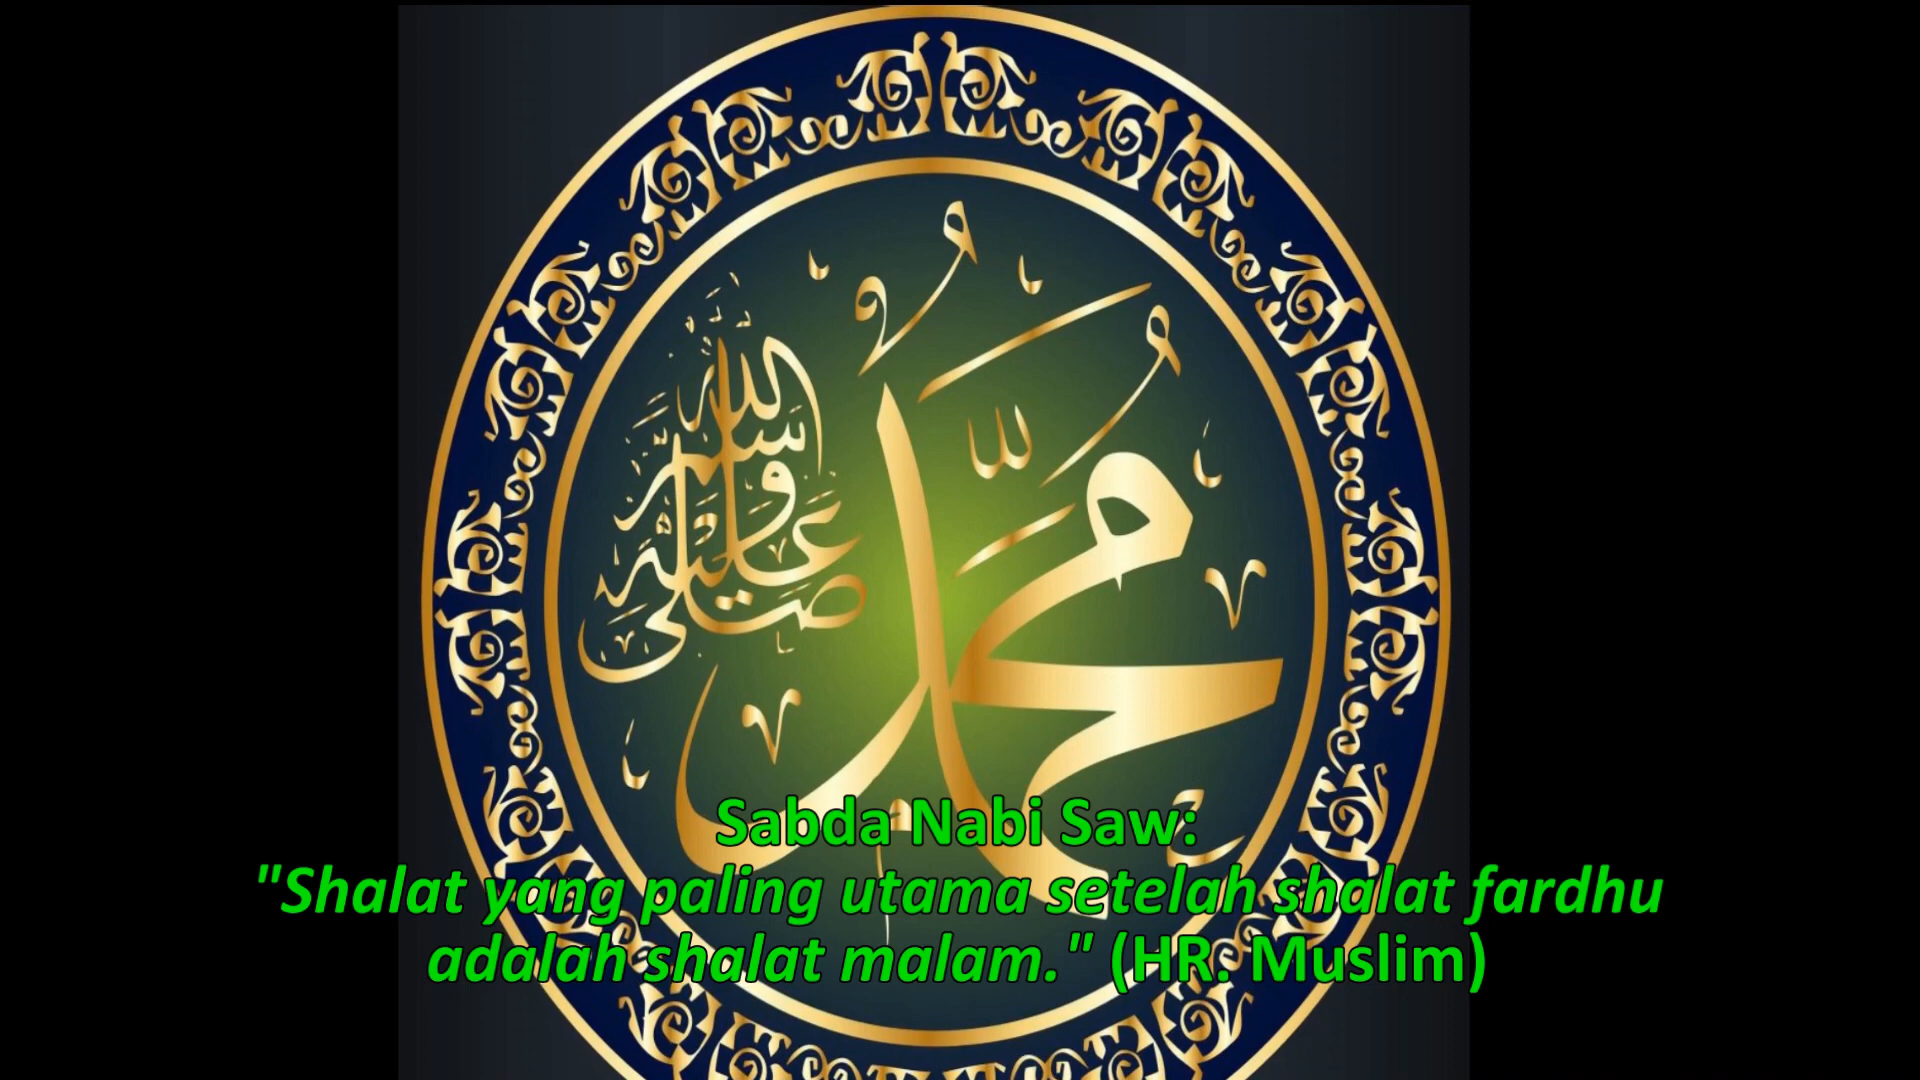 محمد
صلى الله عليه وسلم
Sabda Nabi Saw:
"Shalat yang paling utama setelah shalat fardhu
adalah shalat malam." (HR. Muslim)